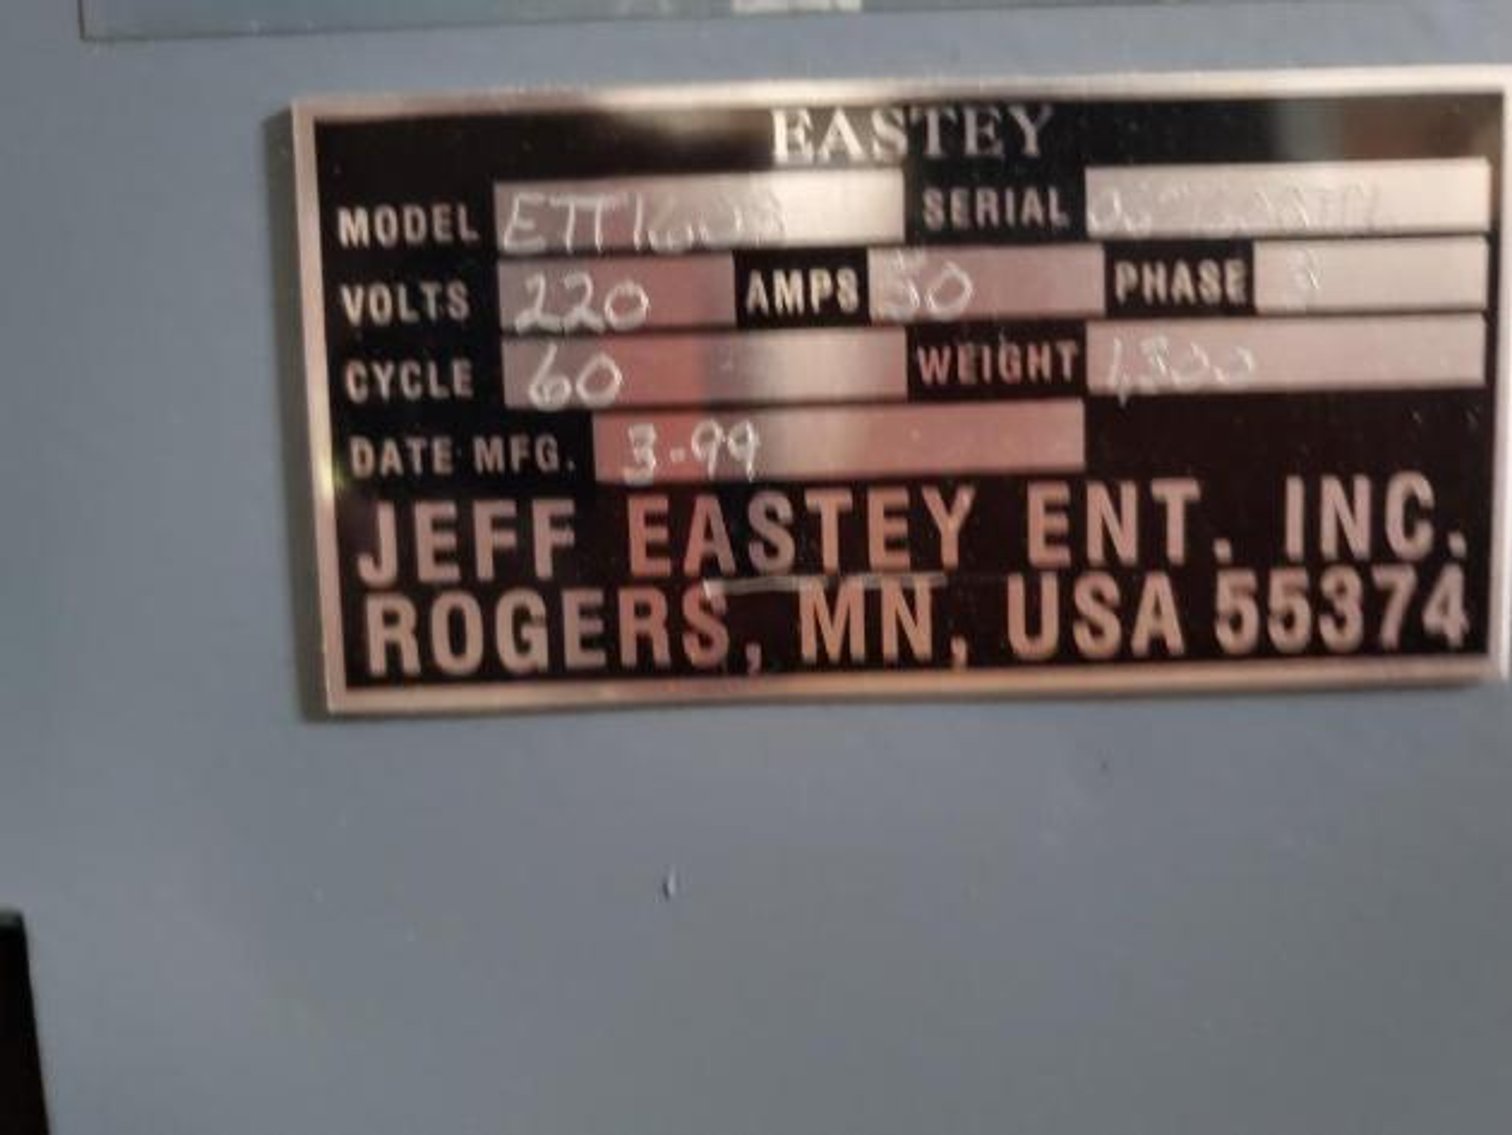 EASTEY
MODEL SERIAL
VOLTS 220 AMPS 50 PHASE 3
CYCLE 60 WEIGHT
DATE MFG. 3-99
JEFF EASTEY ENT. INC.
ROGERS, MN, USA 55374